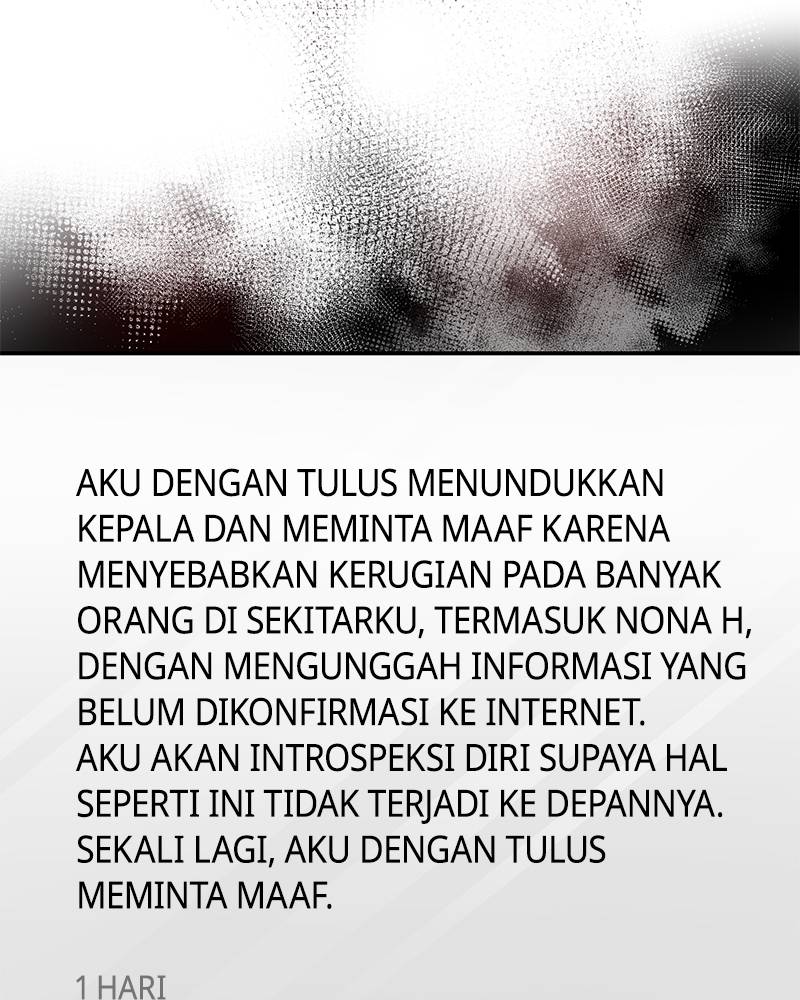 AKU DENGAN TULUS MENUNDUKKAN
KEPALA DAN MEMINTA MAAF KARENA
MENYEBABKAN KERUGIAN PADA BANYAK
ORANG DI SEKITARKU, TERMASUK NONA H,
DENGAN MENGUNGGAH INFORMASI YANG
BELUM DIKONFIRMASI KE INTERNET.
AKU AKAN INTROSPEKSI DIRI SUPAYA HAL
SEPERTI INI TIDAK TERJADI KE DEPANNYA.
SEKALI LAGI, AKU DENGAN TULUS
MEMINTA MAAF.
1 HARI